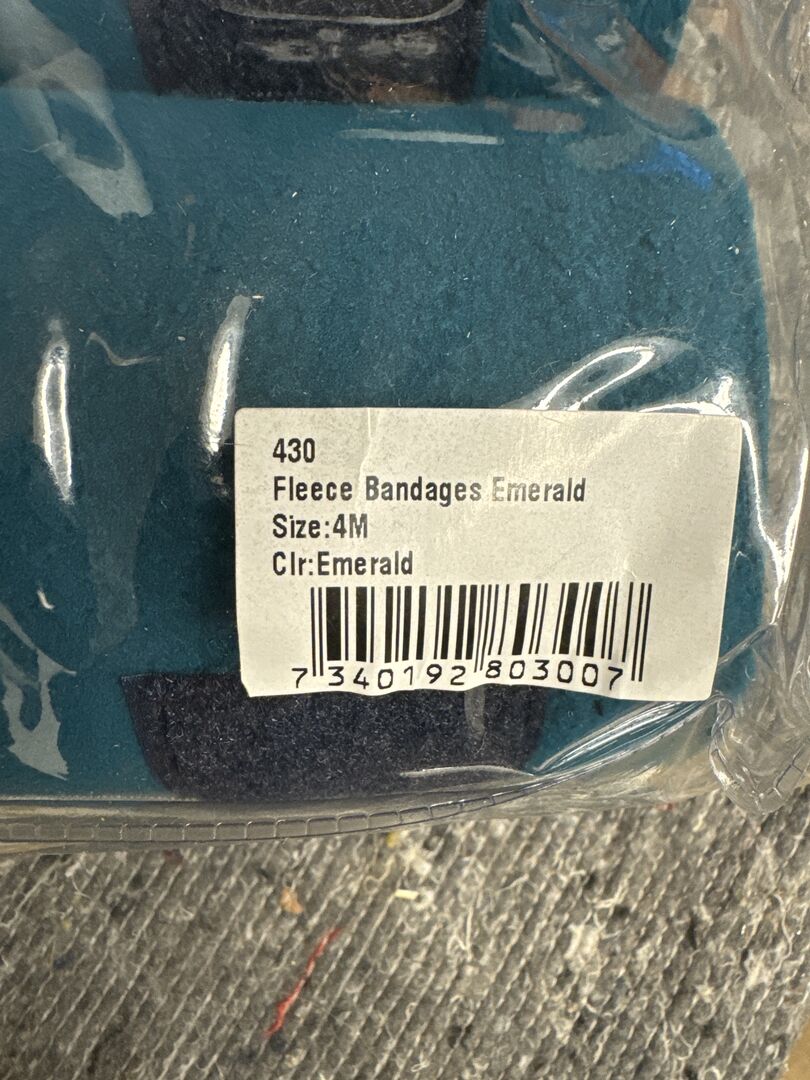 430
Fleece Bandages Emerald
Size:4M
Clr:Emerald
7 340192 803007